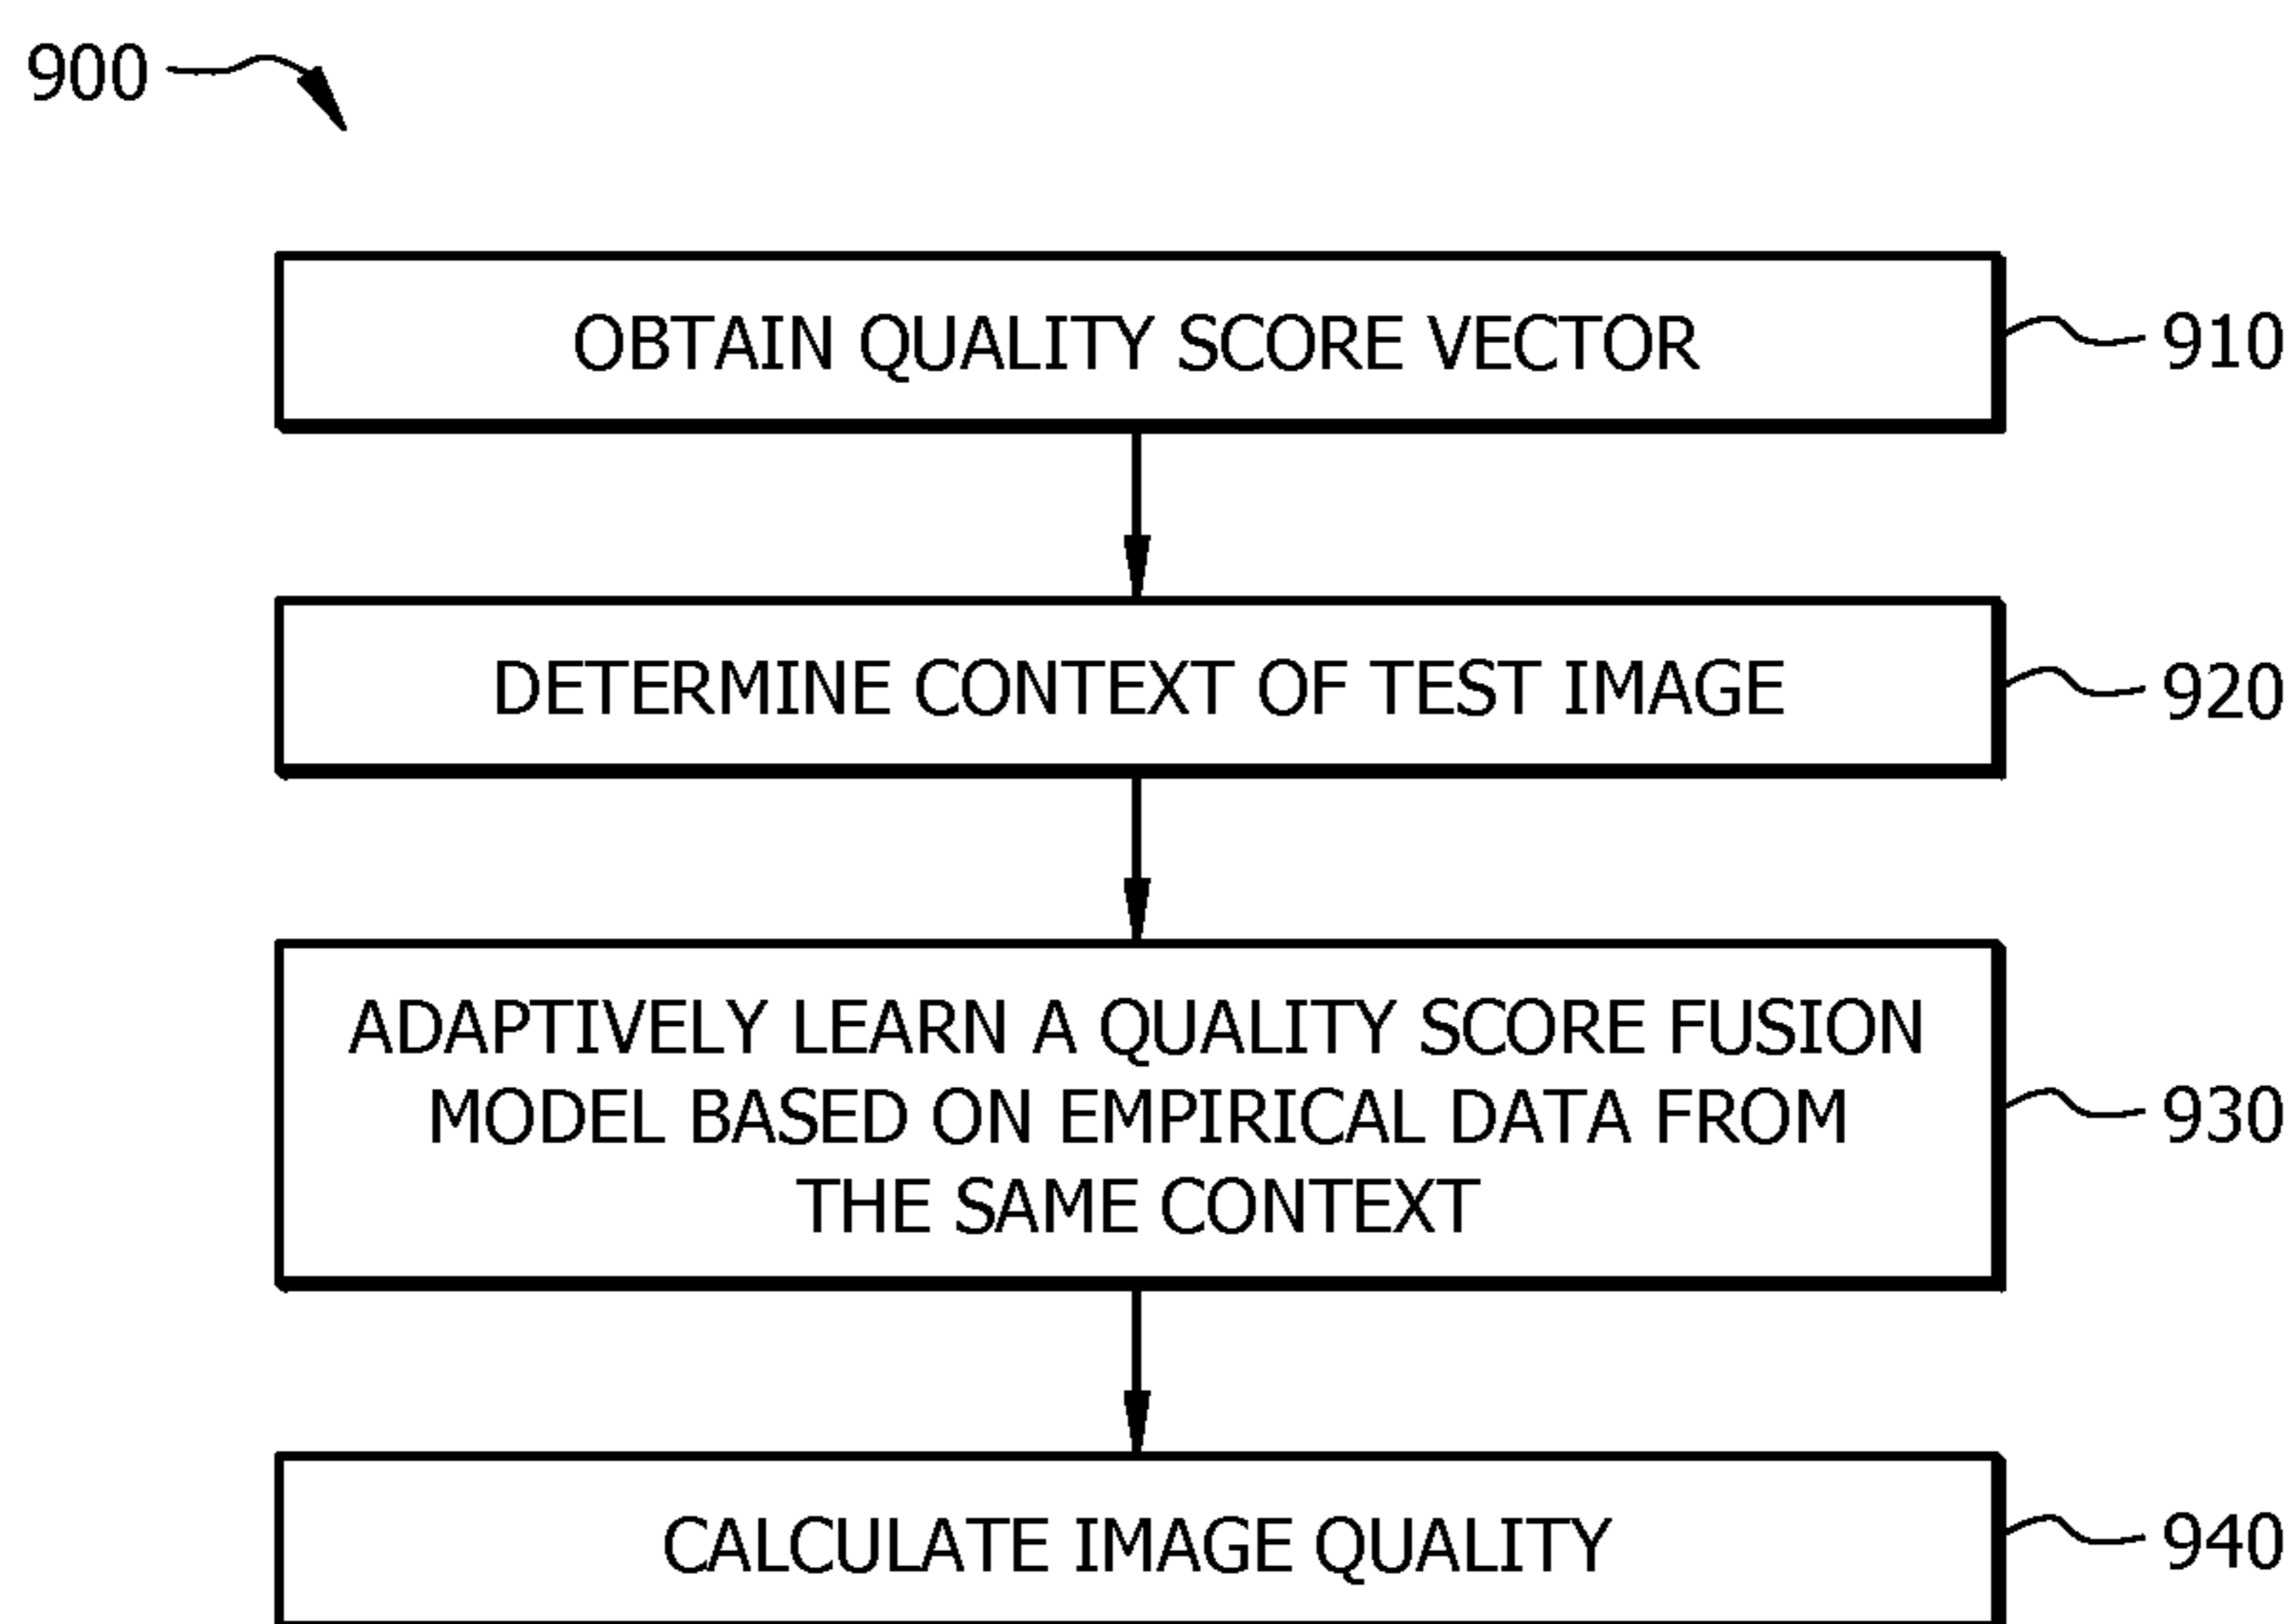 900
OBTAIN QUALITY SCORE VECTOR
910
DETERMINE CONTEXT OF TEST IMAGE
920
ADAPTIVELY LEARN A QUALITY SCORE FUSION
MODEL BASED ON EMPIRICAL DATA FROM
THE SAME CONTEXT
930
CALCULATE IMAGE QUALITY
940